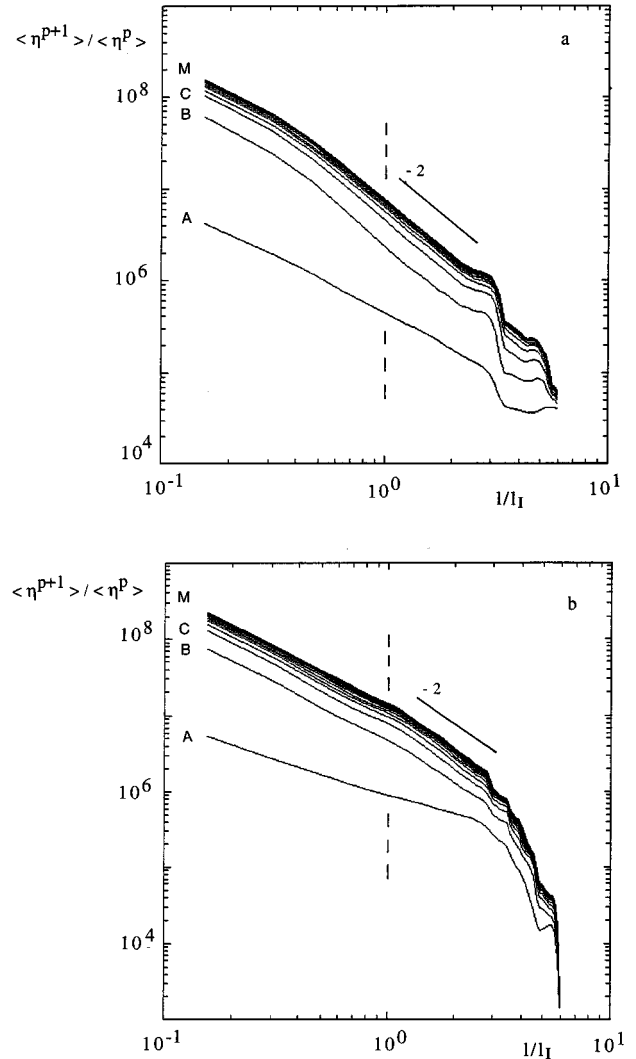 < η^{p+1} > / < η^p >
a
M
10^8
C
B
- 2
A
10^6
10^4
10^{-1}
10^0
10^1
l/l_I
b
< η^{p+1} > / < η^p >
M
10^8
C
- 2
B
A
10^6
10^4
10^{-1}
10^0
10^1
l/l_I